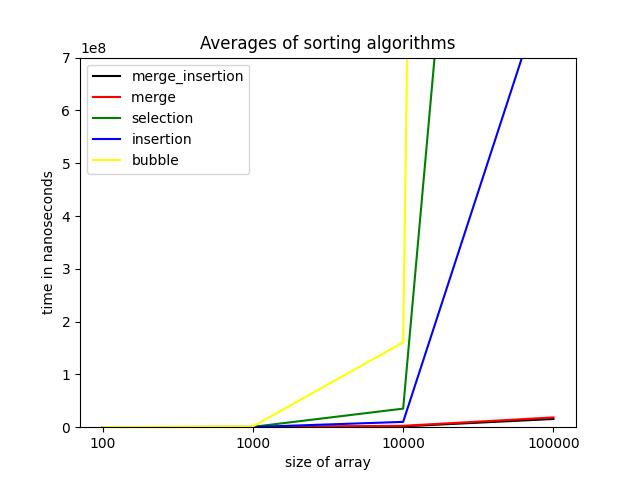 Averages of sorting algorithms
1e8
7
6
5
4
3
2
1
0
time in nanoseconds
merge_insertion
merge
selection
insertion
bubble
100
1000
10000
100000
size of array